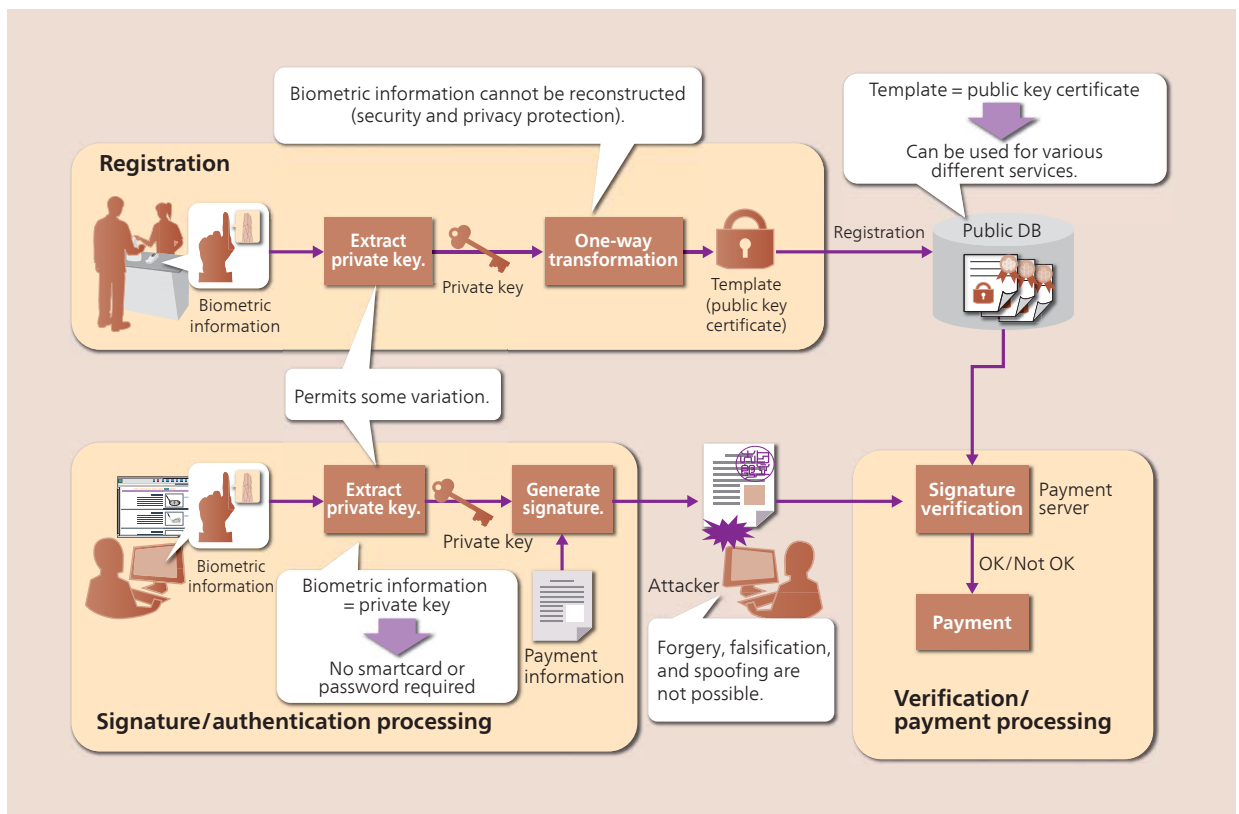 Biometric information cannot be reconstructed
(security and privacy protection).
Template = public key certificate
Can be used for various
different services.
Registration
Biometric
information
Extract
private key.
Private key
One-way
transformation
Template
(public key
certificate)
Registration
Public DB
Permits some variation.
Biometric
information
Extract
private key.
Private key
Generate
signature.
Biometric information
= private key
No smartcard or
password required
Payment
information
Signature/authentication processing
Attacker
Forgery, falsification,
and spoofing are
not possible.
Signature
verification
Payment
server
OK/Not OK
Payment
Verification/
payment processing